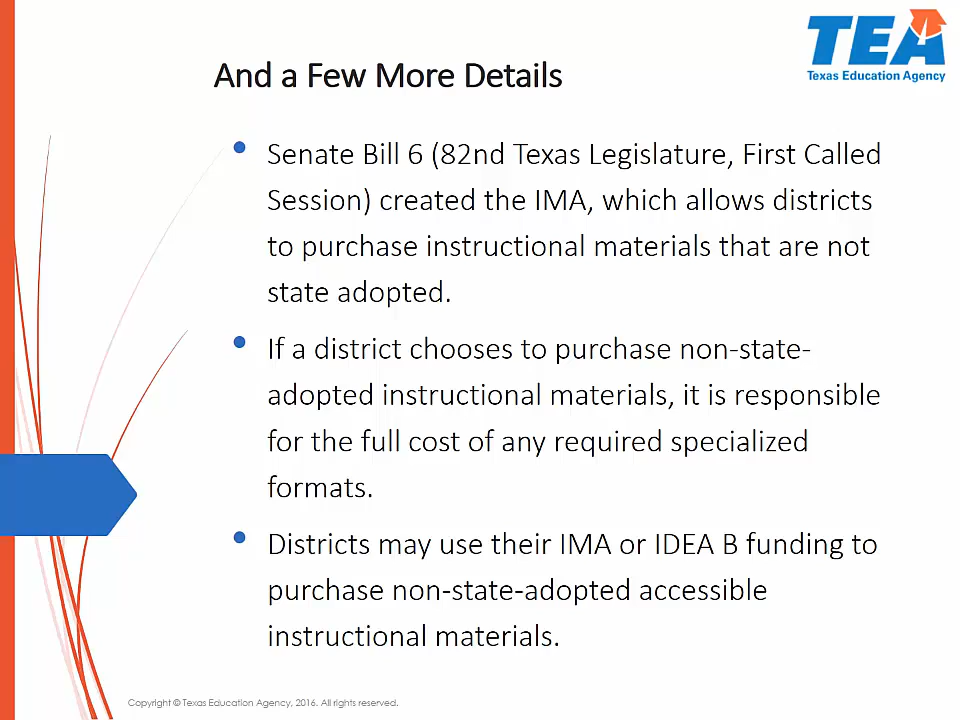 TEA
Texas Education Agency
And a Few More Details
• Senate Bill 6 (82nd Texas Legislature, First Called
Session) created the IMA, which allows districts
to purchase instructional materials that are not
state adopted.
• If a district chooses to purchase non-state-
adopted instructional materials, it is responsible
for the full cost of any required specialized
formats.
• Districts may use their IMA or IDEA B funding to
purchase non-state-adopted accessible
instructional materials.
Copyright © Texas Education Agency, 2016. All rights reserved.